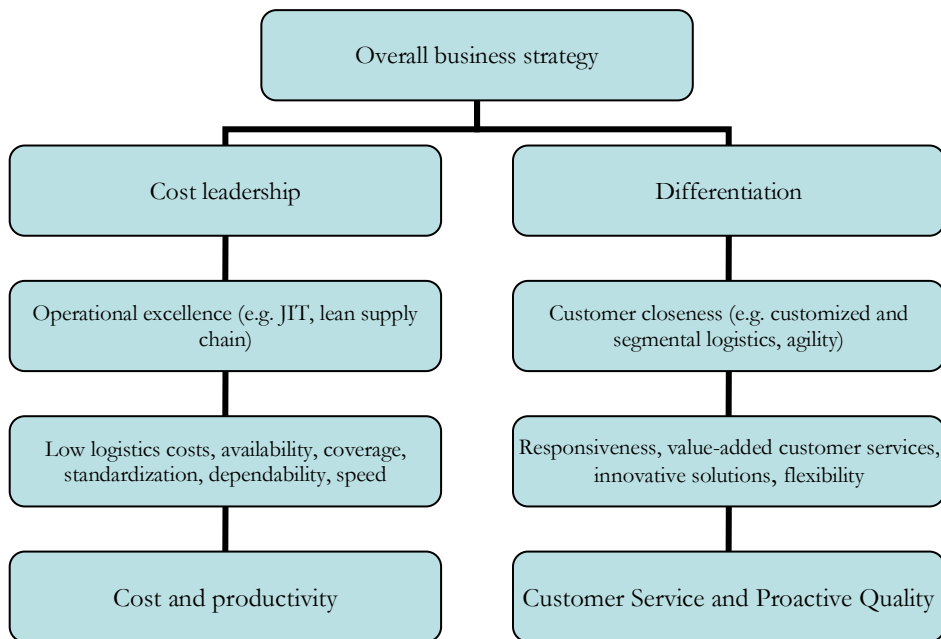 Overall business strategy
Cost leadership
Differentiation
Operational excellence (e.g. JIT, lean supply
chain)
Customer closeness (e.g. customized and
segmental logistics, agility)
Low logistics costs, availability, coverage,
standardization, dependability, speed
Responsiveness, value-added customer services,
innovative solutions, flexibility
Cost and productivity
Customer Service and Proactive Quality